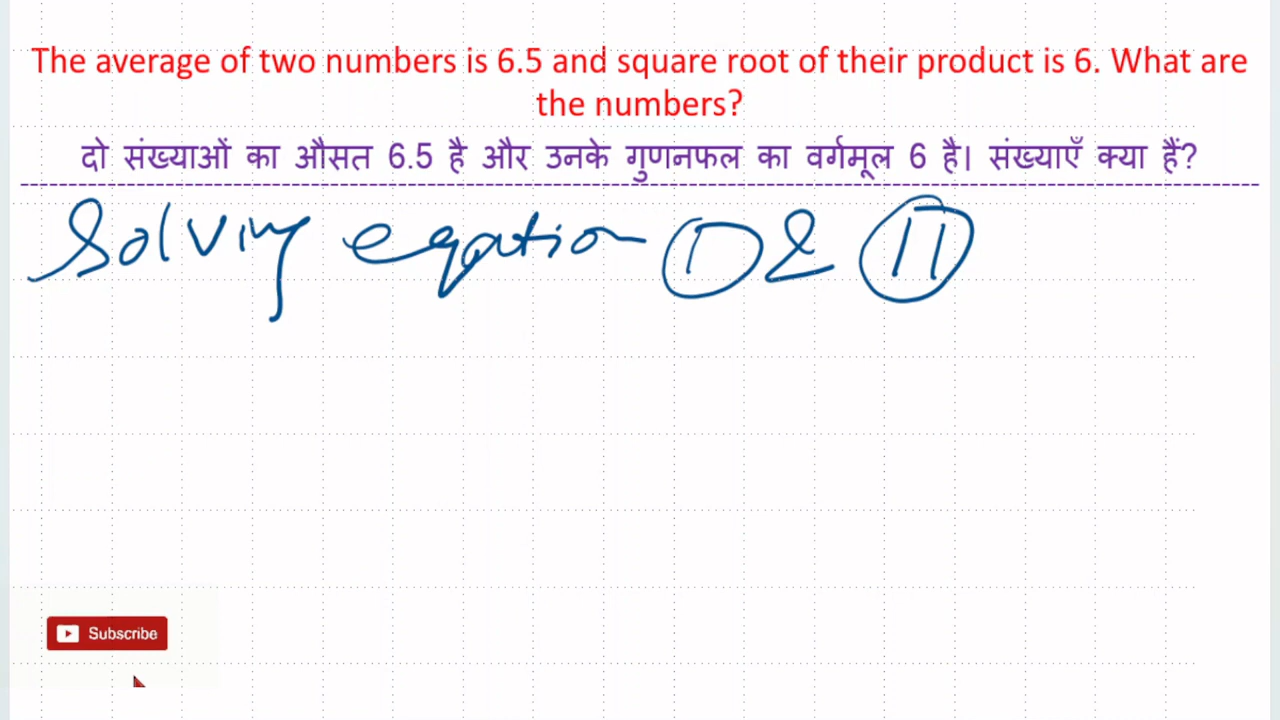 The average of two numbers is 6.5 and square root of their product is 6. What are
the numbers?
दो संख्याओं का औसत 6.5 है और उनके गुणनफल का वर्गमूल 6 है। संख्याएँ क्या हैं?
Solving eqation I & II
Subscribe